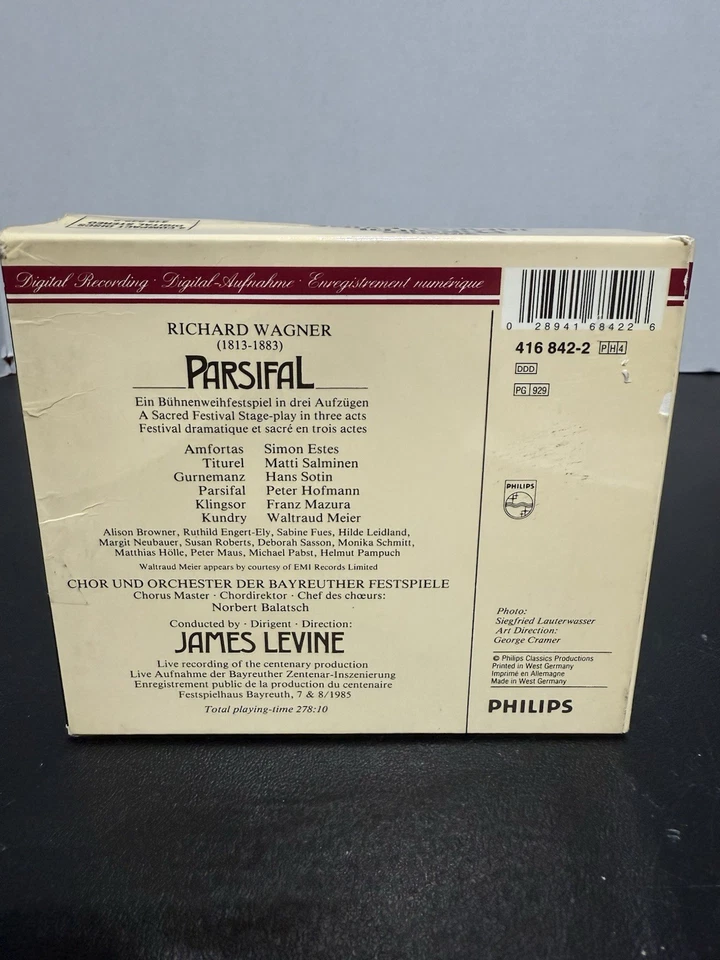 Digital Recording · Digital-Aufnahme · Enregistrement numérique
0 28941 68422 6
416 842-2 PH4
DDD
PG 929
PHILIPS
RICHARD WAGNER
(1813-1883)
PARSIFAL
Ein Bühnenweihfestspiel in drei Aufzügen
A Sacred Festival Stage-play in three acts
Festival dramatique et sacré en trois actes
Amfortas Simon Estes
Titurel Matti Salminen
Gurnemanz Hans Sotin
Parsifal Peter Hofmann
Klingsor Franz Mazura
Kundry Waltraud Meier
Alison Browner, Ruthild Engert-Ely, Sabine Fues, Hilde Leidland,
Margit Neubauer, Susan Roberts, Deborah Sasson, Monika Schmitt,
Matthias Hölle, Peter Maus, Michael Pabst, Helmut Pampuch
Waltraud Meier appears by courtesy of EMI Records Limited
CHOR UND ORCHESTER DER BAYREUTHER FESTSPIELE
Chorus Master · Chordirektor · Chef des chœurs:
Norbert Balatsch
Conducted by · Dirigent · Direction:
JAMES LEVINE
Live recording of the centenary production
Live Aufnahme der Bayreuther Zentenar-Inszenierung
Enregistrement public de la production du centenaire
Festspielhaus Bayreuth, 7 & 8/1985
Total playing-time 278:10
Photo:
Siegfried Lauterwasser
Art Direction:
George Cramer
© Philips Classics Productions
Printed in West Germany
Imprimé en Allemagne
Made in West Germany
PHILIPS